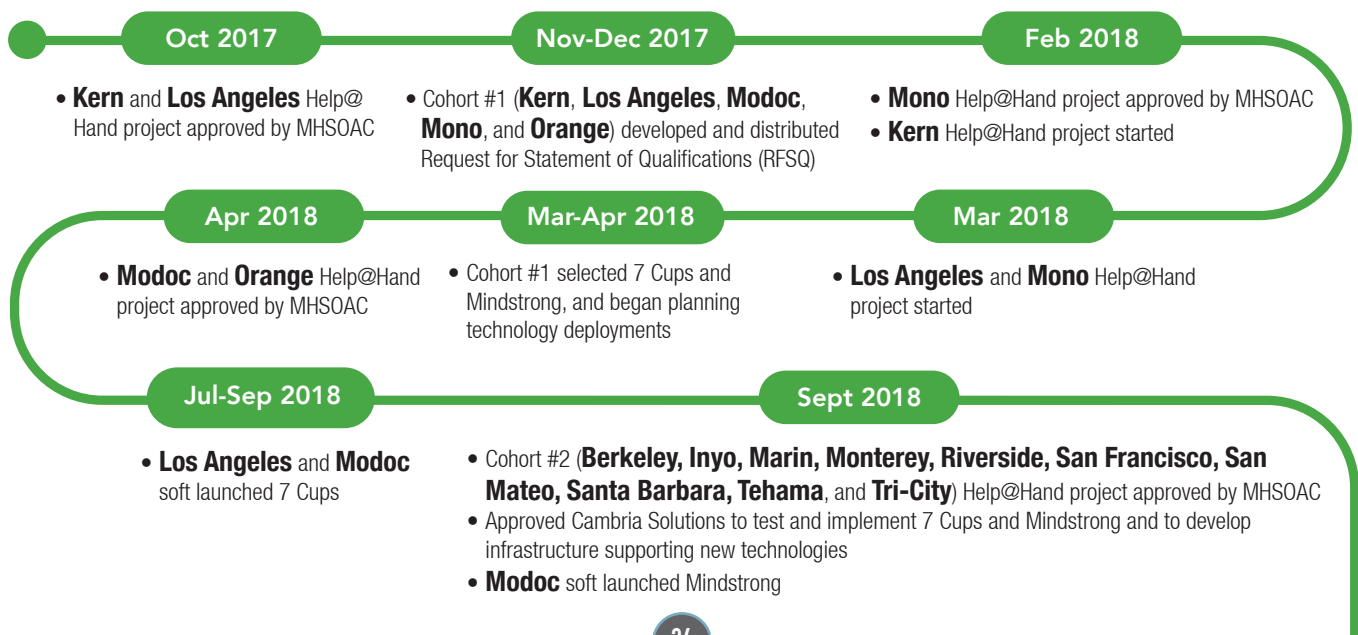 Oct 2017
• Kern and Los Angeles Help@
Hand project approved by MHSOAC
Nov-Dec 2017
• Cohort #1 (Kern, Los Angeles, Modoc,
Mono, and Orange) developed and distributed
Request for Statement of Qualifications (RFSQ)
Feb 2018
• Mono Help@Hand project approved by MHSOAC
• Kern Help@Hand project started
Mar 2018
• Los Angeles and Mono Help@Hand
project started
Mar-Apr 2018
• Cohort #1 selected 7 Cups and
Mindstrong, and began planning
technology deployments
Apr 2018
• Modoc and Orange Help@Hand
project approved by MHSOAC
Jul-Sep 2018
• Los Angeles and Modoc
soft launched 7 Cups
Sept 2018
• Cohort #2 (Berkeley, Inyo, Marin, Monterey, Riverside, San Francisco, San
Mateo, Santa Barbara, Tehama, and Tri-City) Help@Hand project approved by MHSOAC
• Approved Cambria Solutions to test and implement 7 Cups and Mindstrong and to develop
infrastructure supporting new technologies
• Modoc soft launched Mindstrong